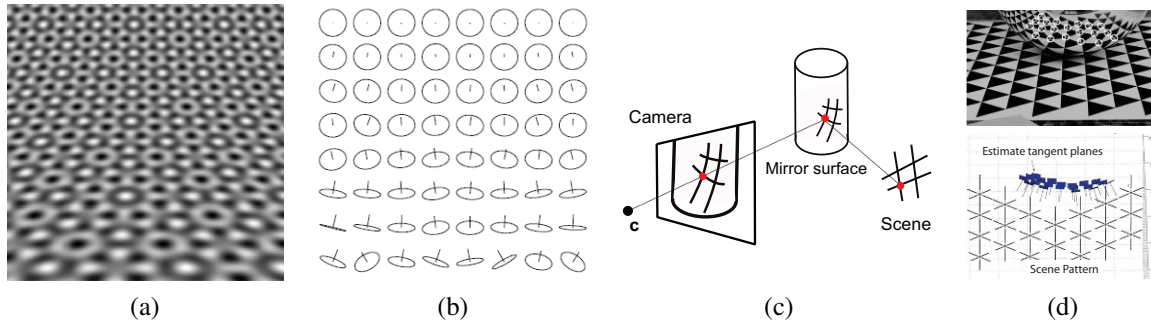 Camera
Mirror surface
c
Scene
Estimate tangent planes
Scene Pattern
(a)
(b)
(c)
(d)